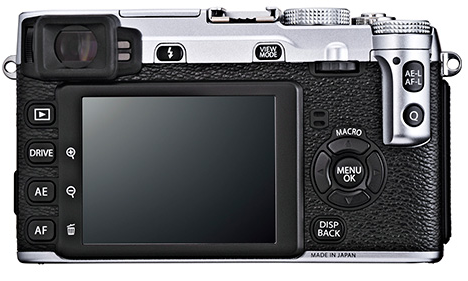 VIEW
MODE
AE-L
AF-L
Q
MACRO
DRIVE
MENU
OK
AE
DISP
BACK
AF
MADE IN JAPAN